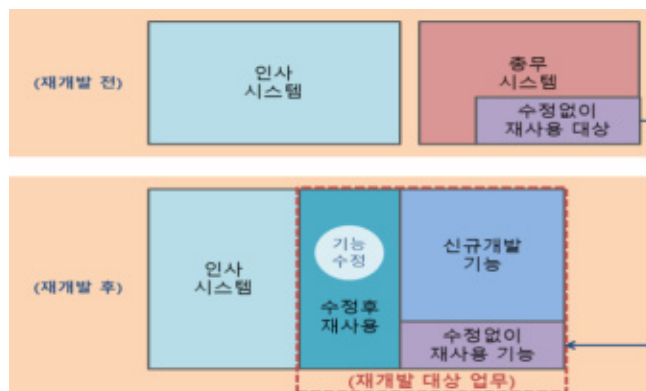 (재개발 전)
인사
시스템
총무
시스템
수정없이
재사용 대상
(재개발 후)
인사
시스템
기능
수정
수정후
재사용
신규개발
기능
수정없이
재사용 기능
(재개발 대상 업무)